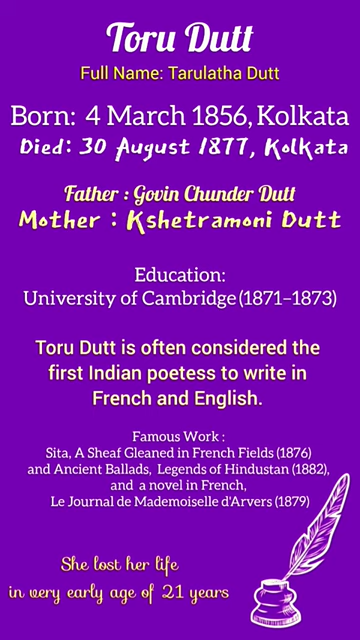 Toru Dutt
Full Name: Tarulatha Dutt
Born: 4 March 1856, Kolkata
Died: 30 August 1877, Kolkata
Father : Govin Chunder Dutt
Mother : Kshetramoni Dutt
Education:
University of Cambridge (1871–1873)
Toru Dutt is often considered the
first Indian poetess to write in
French and English.
Famous Work :
Sita, A Sheaf Gleaned in French Fields (1876)
and Ancient Ballads, Legends of Hindustan (1882),
and a novel in French,
Le Journal de Mademoiselle d'Arvers (1879)
She lost her life
in very early age of 21 years